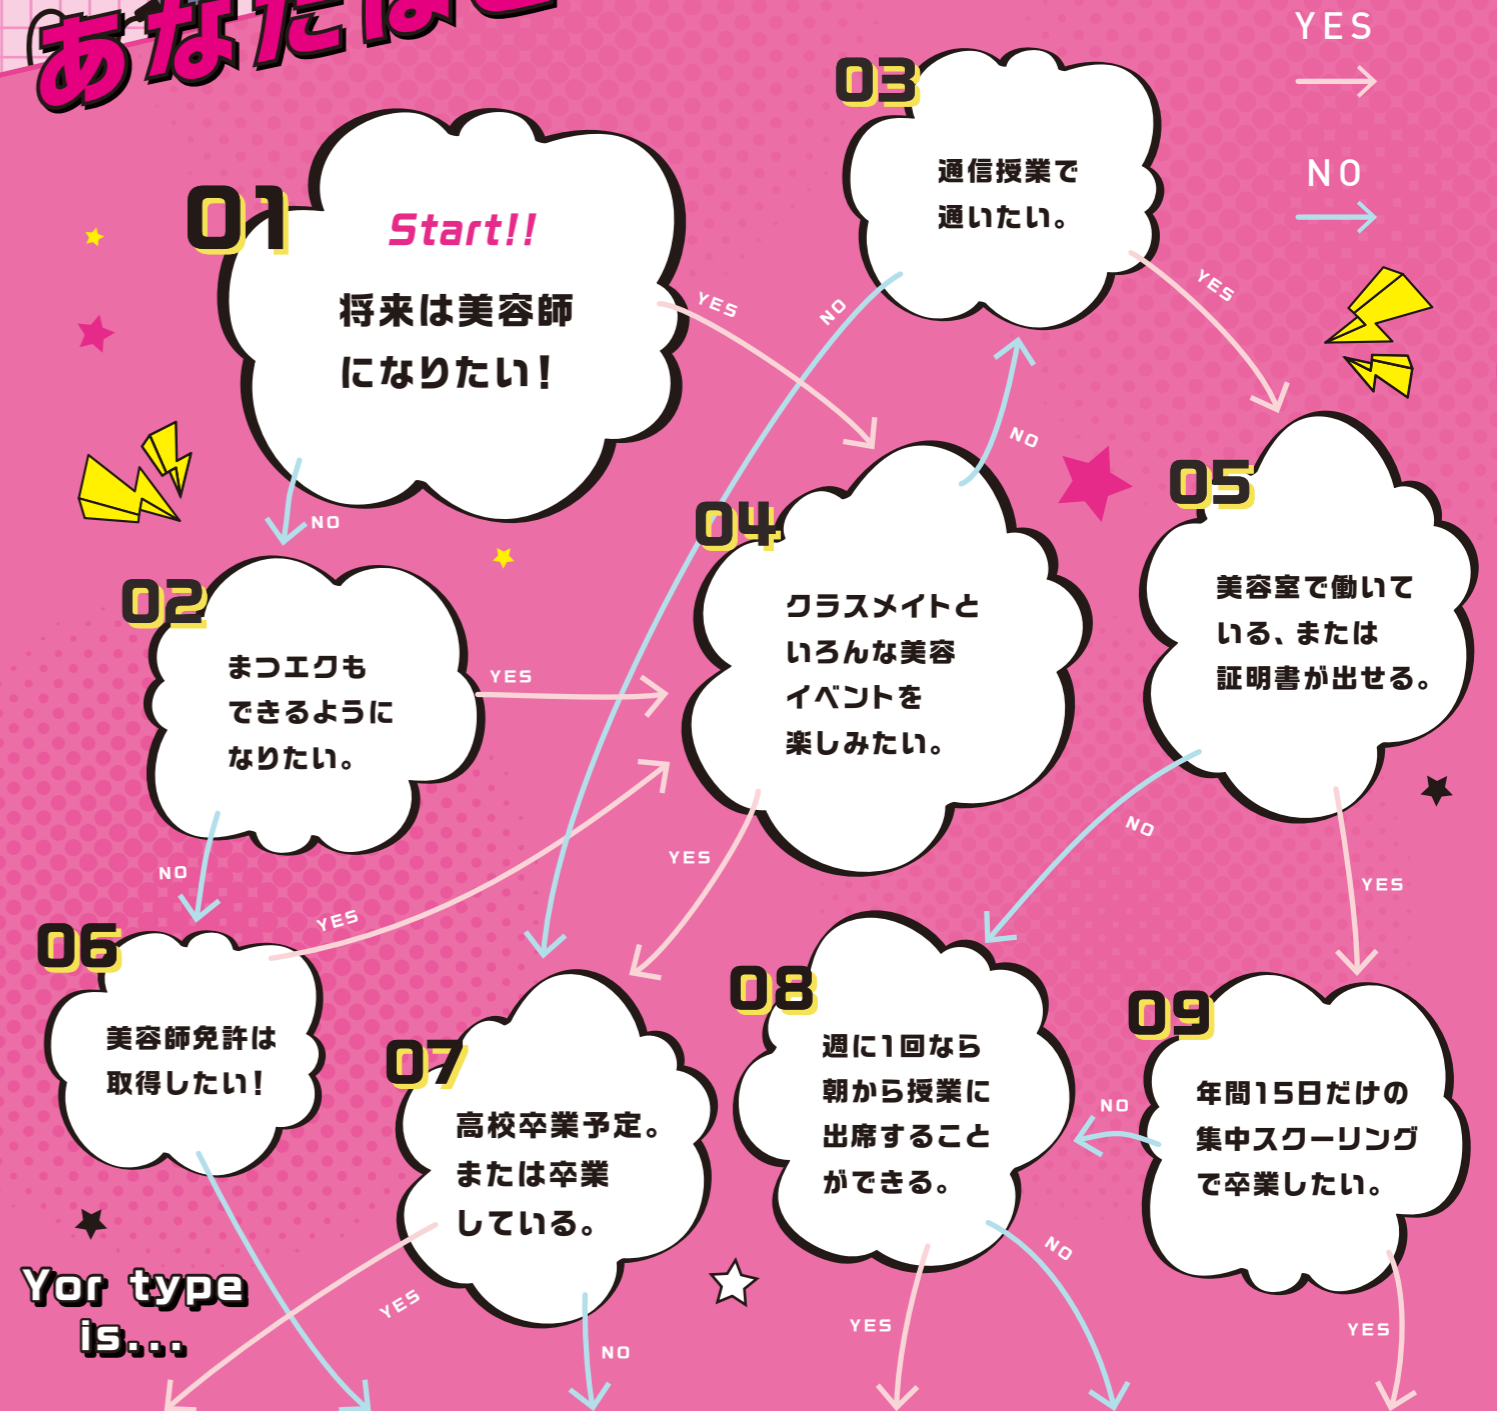 あなたは
YES
NO
01
Start!!
将来は美容師
になりたい!
YES
NO
02
まつエクも
できるように
なりたい。
YES
NO
03
通信授業で
通いたい。
NO
YES
04
クラスメイトと
いろんな美容
イベントを
楽しみたい。
NO
YES
05
美容室で働いて
いる、または
証明書が出せる。
NO
YES
06
美容師免許は
取得したい!
YES
07
高校卒業予定。
または卒業
している。
YES
NO
08
週に1回なら
朝から授業に
出席すること
ができる。
YES
NO
09
年間15日だけの
集中スクーリング
で卒業したい。
NO
YES
Yor type
is...